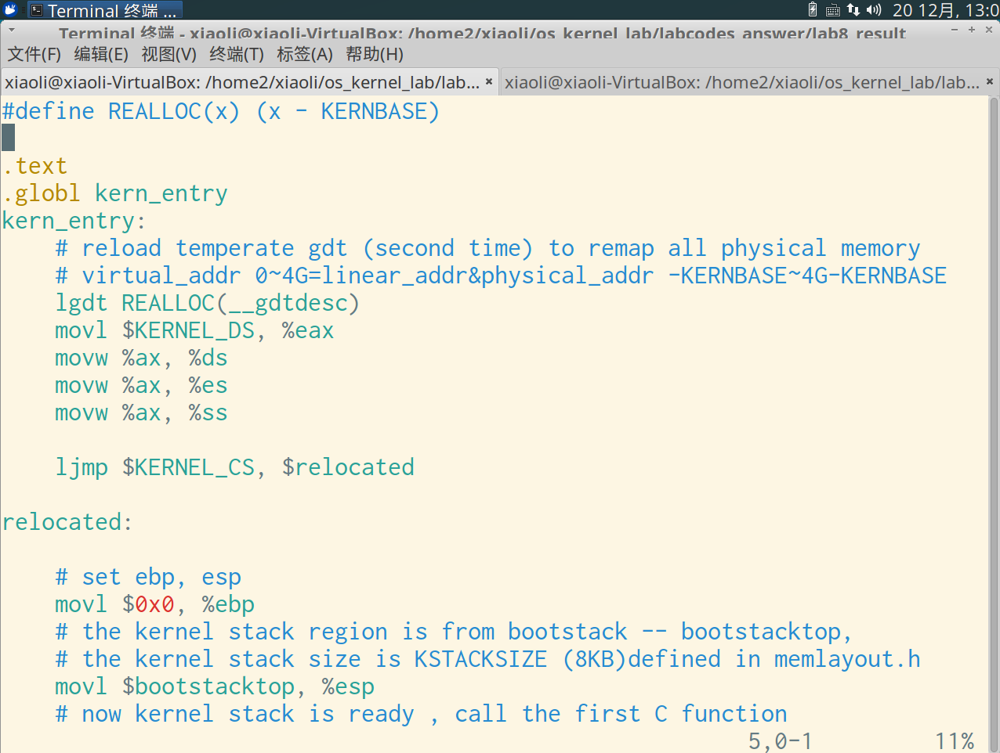 Terminal 终端 ...
20 12月, 13:0
Terminal 终端 - xiaoli@xiaoli-VirtualBox: /home2/xiaoli/os_kernel_lab/labcodes_answer/lab8_result
文件(F) 编辑(E) 视图(V) 终端(T) 标签(A) 帮助(H)
xiaoli@xiaoli-VirtualBox: /home2/xiaoli/os_kernel_lab/lab... × xiaoli@xiaoli-VirtualBox: /home2/xiaoli/os_kernel_lab/lab... ×
#define REALLOC(x) (x - KERNBASE)
.text
.globl kern_entry
kern_entry:
# reload temperate gdt (second time) to remap all physical memory
# virtual_addr 0~4G=linear_addr&physical_addr -KERNBASE~4G-KERNBASE
lgdt REALLOC(__gdtdesc)
movl $KERNEL_DS, %eax
movw %ax, %ds
movw %ax, %es
movw %ax, %ss
ljmp $KERNEL_CS, $relocated
relocated:
# set ebp, esp
movl $0x0, %ebp
# the kernel stack region is from bootstack -- bootstacktop,
# the kernel stack size is KSTACKSIZE (8KB)defined in memlayout.h
movl $bootstacktop, %esp
# now kernel stack is ready , call the first C function
5,0-1 11%